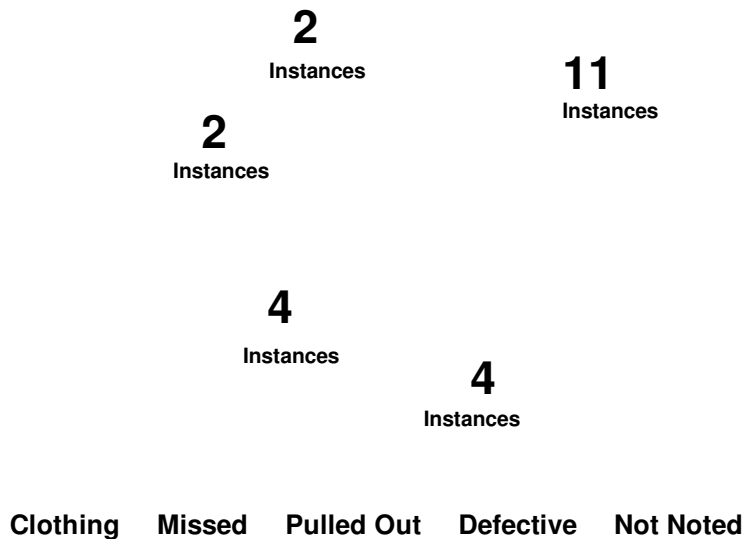 2
Instances
11
Instances
2
Instances
4
Instances
4
Instances
Clothing Missed Pulled Out Defective Not Noted